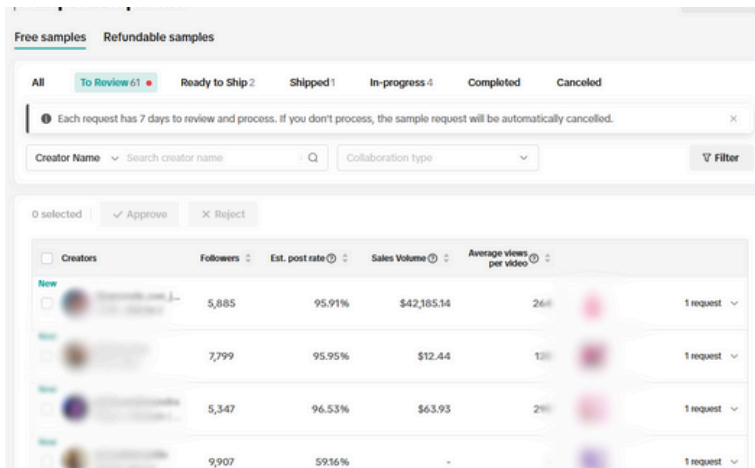 Free samples Refundable samples
All To Review 61 Ready to Ship 2 Shipped 1 In-progress 4 Completed Canceled
Each request has 7 days to review and process. If you don't process, the sample request will be automatically cancelled.
Creator Name Search creator name Collaboration type Filter
0 selected Approve Reject
Creators Followers Est. post rate Sales Volume Average views per video
New
5,885 95.91% $42,185.14 1 request
New
7,799 95.95% $12.44 1 request
New
5,347 96.53% $63.93 1 request
New
9,907 59.16% - 1 request